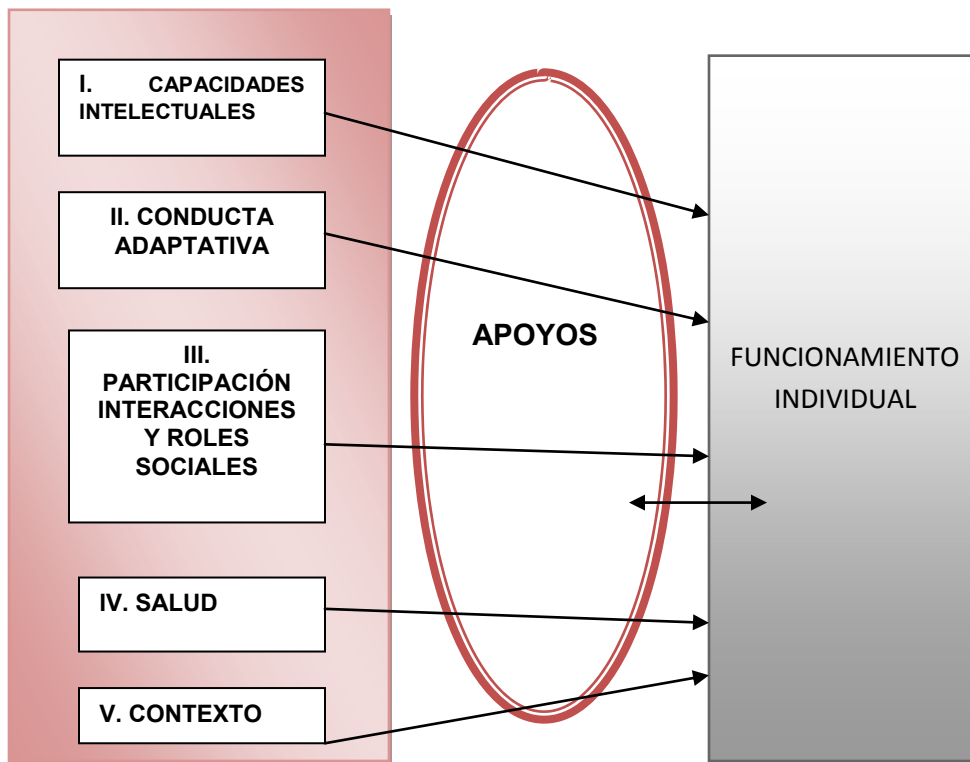 I. CAPACIDADES
INTELECTUALES
II. CONDUCTA
ADAPTATIVA
III.
PARTICIPACIÓN
INTERACCIONES
Y ROLES
SOCIALES
IV. SALUD
V. CONTEXTO
APOYOS
FUNCIONAMIENTO
INDIVIDUAL